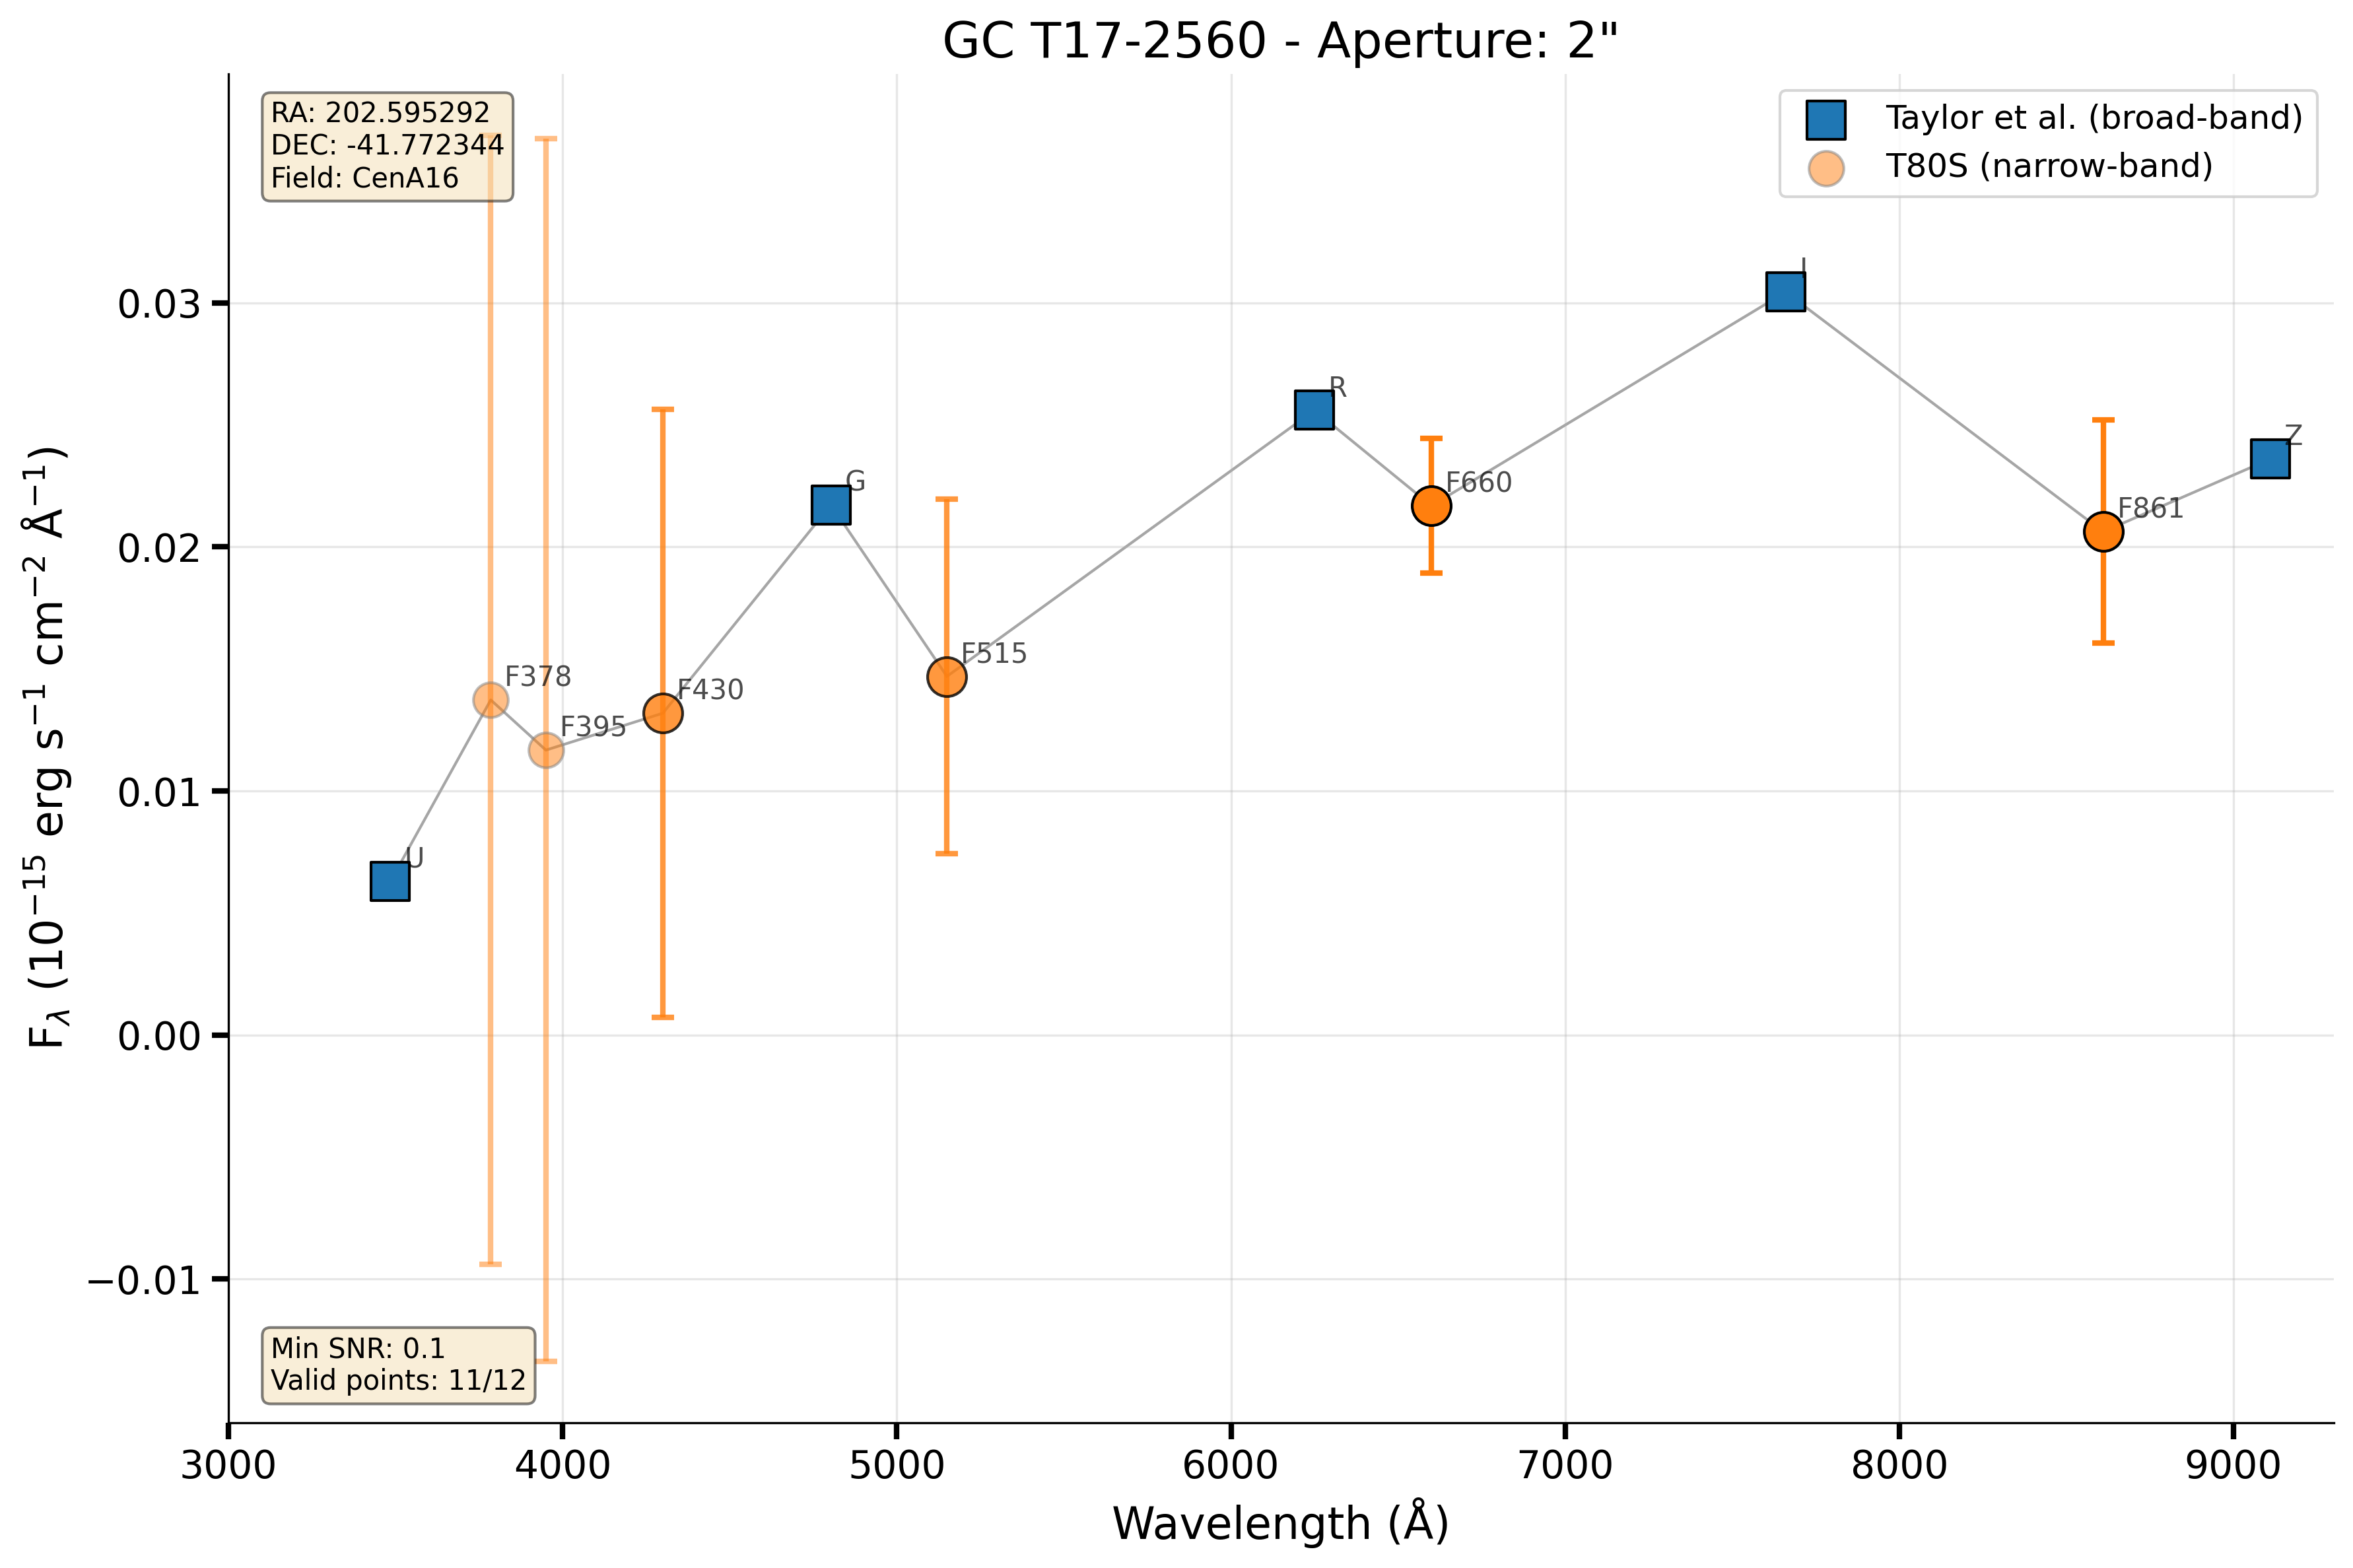 GC T17-2560 - Aperture: 2"
RA: 202.595292
DEC: -41.772344
Field: CenA16
Taylor et al. (broad-band)
T80S (narrow-band)
I
0.03
R
Z
G
F660
F861
0.02
F515
F378
F430
F395
0.01
U
0.00
−0.01
F_λ (10⁻¹⁵ erg s⁻¹ cm⁻² Å⁻¹)
Min SNR: 0.1
Valid points: 11/12
3000 4000 5000 6000 7000 8000 9000
Wavelength (Å)